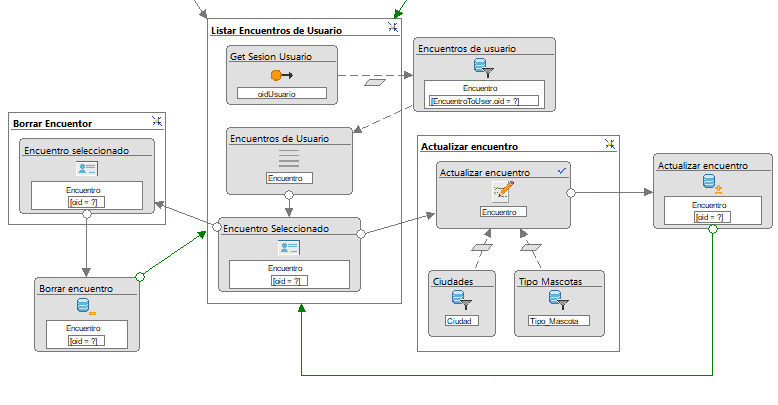 Listar Encuentros de Usuario
Get Sesion Usuario
oidUsuario
Encuentros de usuario
Encuentro
[EncuentroToUser.oid = ?]
Borrar Encuentor
Encuentro seleccionado
Encuentro
[oid = ?]
Encuentros de Usuario
Encuentro
Actualizar encuentro
Actualizar encuentro
Encuentro
Actualizar encuentro
Encuentro
[oid = ?]
Encuentro Seleccionado
Encuentro
[oid = ?]
Borrar encuentro
Encuentro
[oid = ?]
Ciudades
Ciudad
Tipo Mascotas
Tipo_Mascota